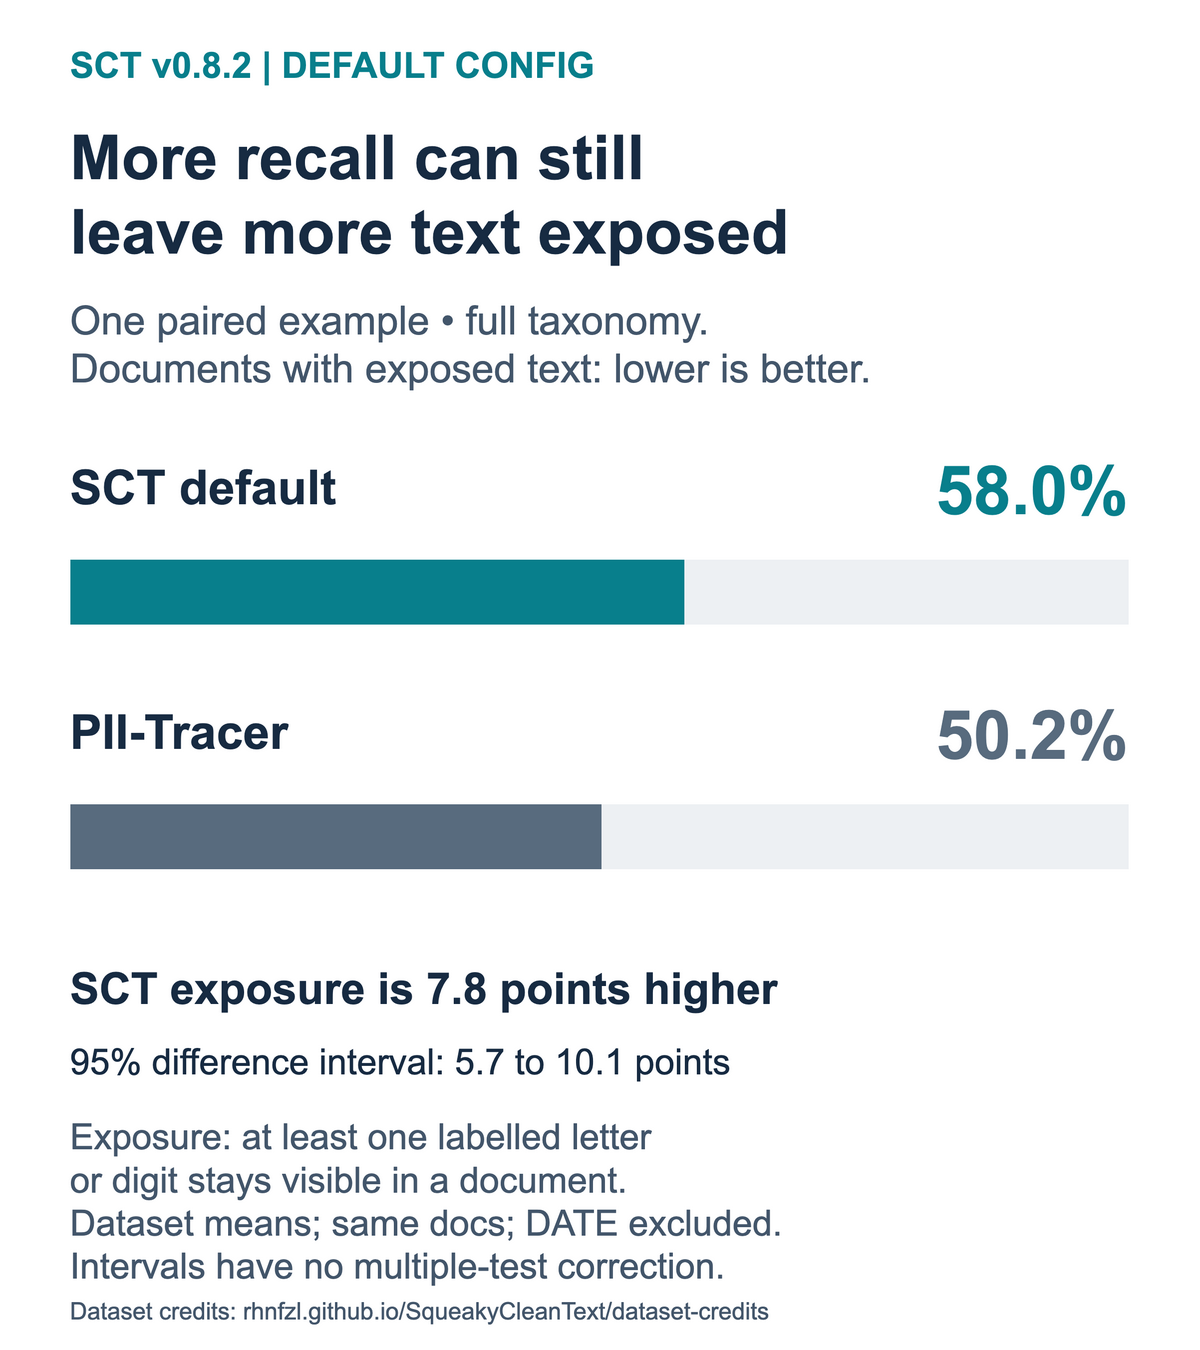 SCT v0.8.2 | DEFAULT CONFIG
More recall can still
leave more text exposed
One paired example • full taxonomy.
Documents with exposed text: lower is better.
SCT default
58.0%
PII-Tracer
50.2%
SCT exposure is 7.8 points higher
95% difference interval: 5.7 to 10.1 points
Exposure: at least one labelled letter
or digit stays visible in a document.
Dataset means; same docs; DATE excluded.
Intervals have no multiple-test correction.
Dataset credits: rhnfzl.github.io/SqueakyCleanText/dataset-credits